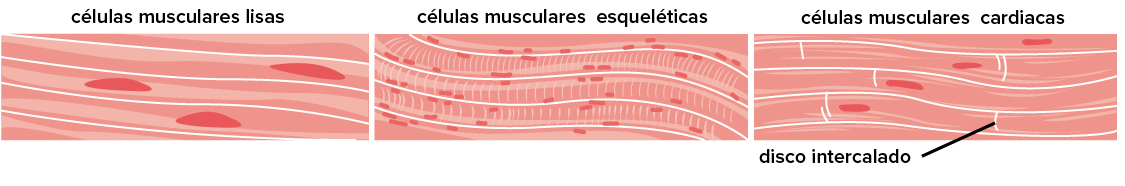 células musculares lisas
células musculares esqueléticas
células musculares cardiacas
disco intercalado